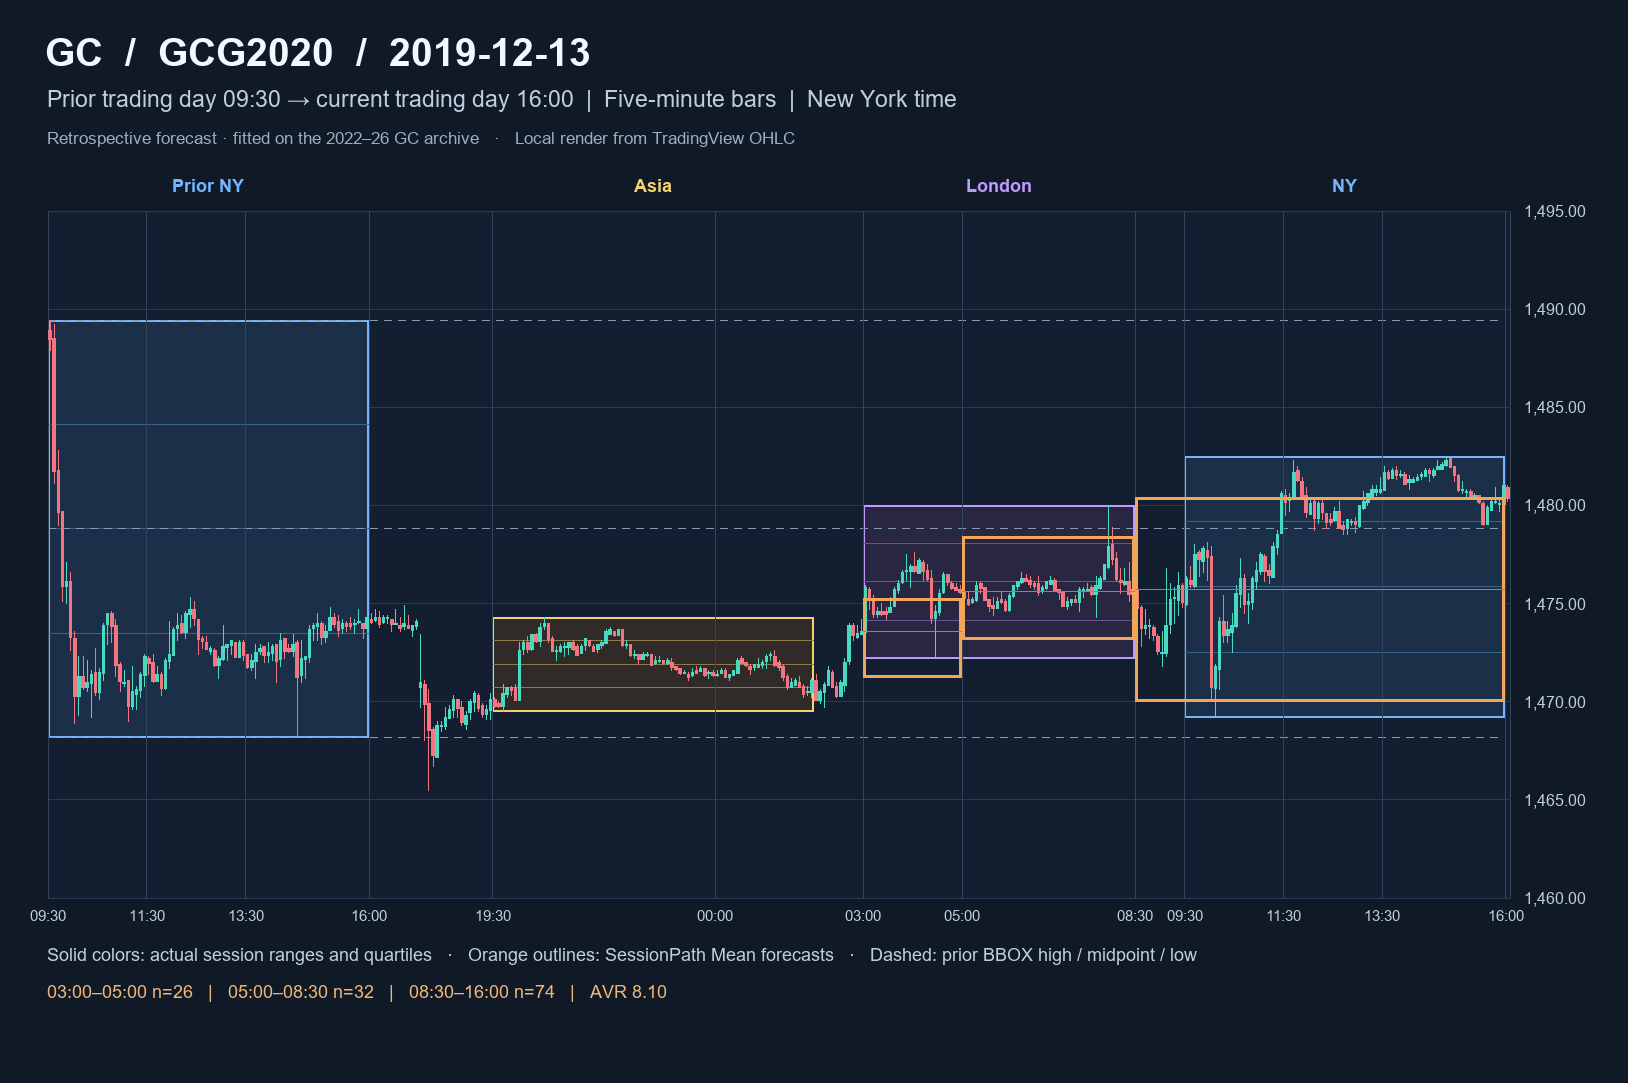 GC / GCG2020 / 2019-12-13
Prior trading day 09:30 → current trading day 16:00 | Five-minute bars | New York time
Retrospective forecast · fitted on the 2022–26 GC archive · Local render from TradingView OHLC
Prior NY Asia London NY
1,495.00
1,490.00
1,485.00
1,480.00
1,475.00
1,470.00
1,465.00
1,460.00
09:30 11:30 13:30 16:00 19:30 00:00 03:00 05:00 08:30 09:30 11:30 13:30 16:00
Solid colors: actual session ranges and quartiles · Orange outlines: SessionPath Mean forecasts · Dashed: prior BBOX high / midpoint / low
03:00–05:00 n=26 | 05:00–08:30 n=32 | 08:30–16:00 n=74 | AVR 8.10